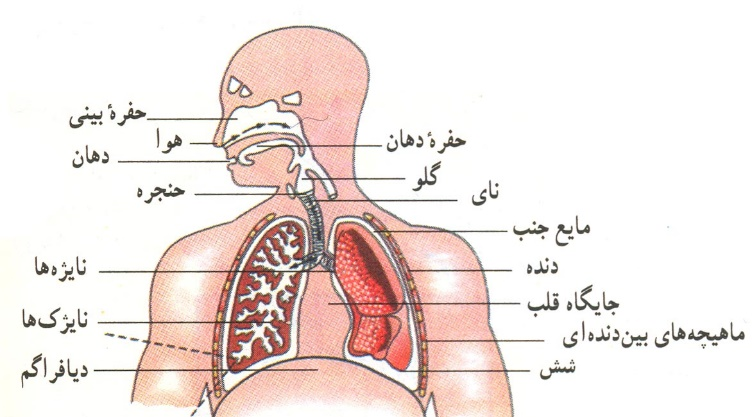 حفرهٔ بینی
هوا
دهان
حنجره
نایژه‌ها
نایژک‌ها
دیافراگم
حفرهٔ دهان
گلو
نای
مایع جنب
دنده
جایگاه قلب
ماهیچه‌های بین‌دنده‌ای
شش